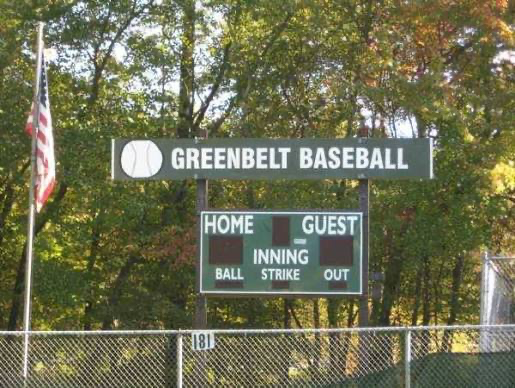 GREENBELT BASEBALL
HOME GUEST
INNING
BALL STRIKE OUT
181